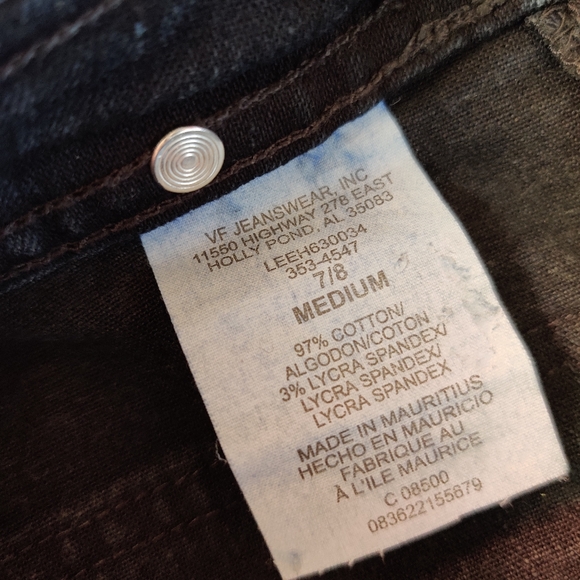 VF JEANSWEAR, INC
11550 HIGHWAY 278 EAST
HOLLY POND, AL 35083
LEEH630034
353-4547
7/8
MEDIUM
97% COTTON/
ALGODON/COTON
3% LYCRA SPANDEX/
LYCRA SPANDEX/
LYCRA SPANDEX
MADE IN MAURITIUS
HECHO EN MAURICIO
FABRIQUE AU
À L'ILE MAURICE
C 08500
083622155679